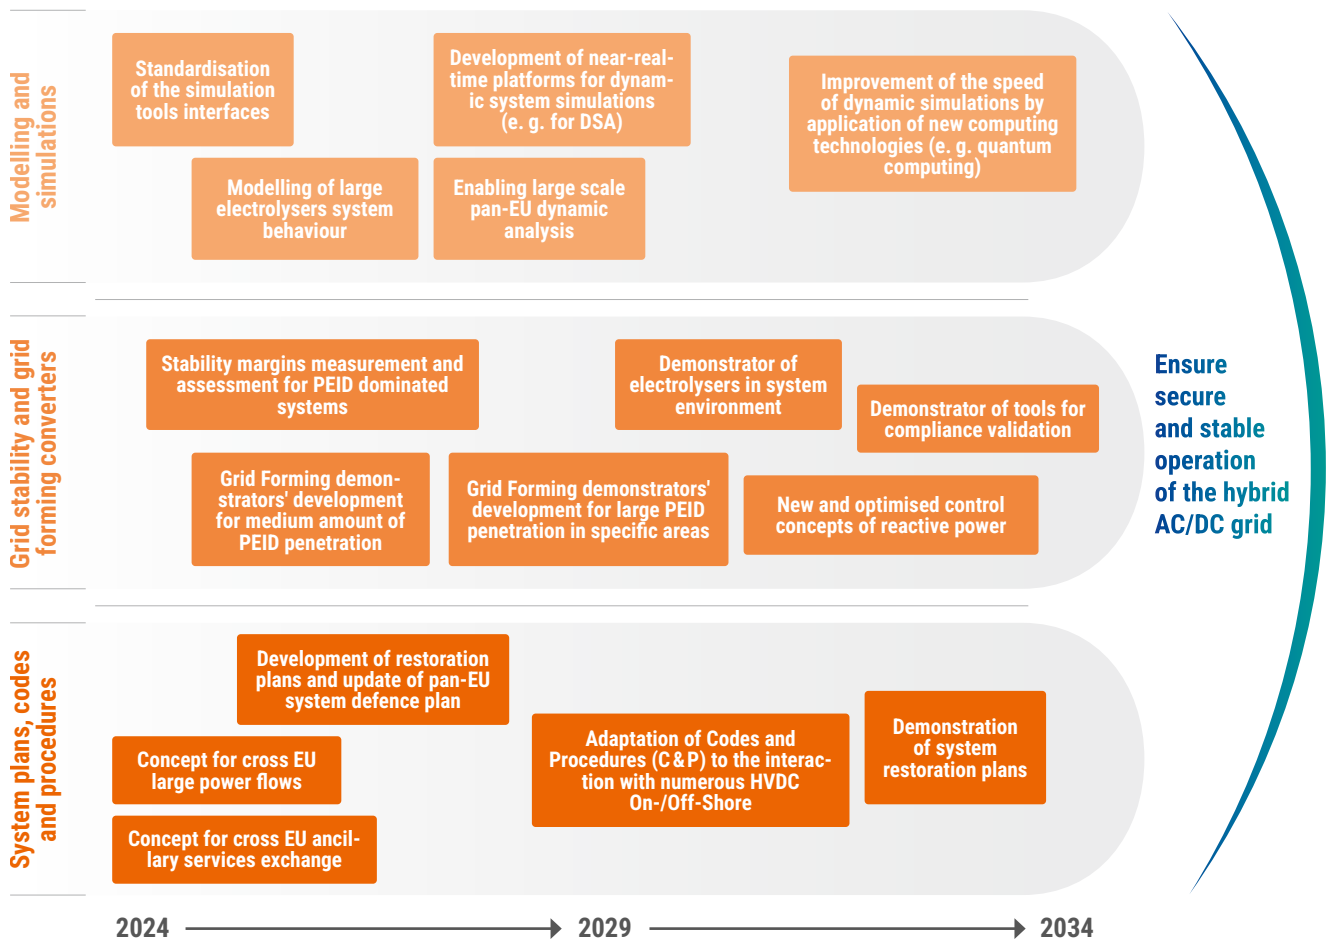 Modelling and
simulations
Standardisation
of the simulation
tools interfaces
Development of near-real-
time platforms for dynam-
ic system simulations
(e. g. for DSA)
Improvement of the speed
of dynamic simulations by
application of new computing
technologies (e. g. quantum
computing)
Modelling of large
electrolysers system
behaviour
Enabling large scale
pan-EU dynamic
analysis
Grid stability and grid
forming converters
Stability margins measurement and
assessment for PEID dominated
systems
Demonstrator of
electrolysers in system
environment
Demonstrator of tools for
compliance validation
Grid Forming demon-
strators' development
for medium amount of
PEID penetration
Grid Forming demonstrators'
development for large PEID
penetration in specific areas
New and optimised control
concepts of reactive power
System plans, codes
and procedures
Development of restoration
plans and update of pan-EU
system defence plan
Concept for cross EU
large power flows
Concept for cross EU ancil-
lary services exchange
Adaptation of Codes and
Procedures (C & P) to the interac-
tion with numerous HVDC
On-/Off-Shore
Demonstration
of system
restoration plans
Ensure
secure
and stable
operation
of the hybrid
AC/DC grid
2024
2029
2034